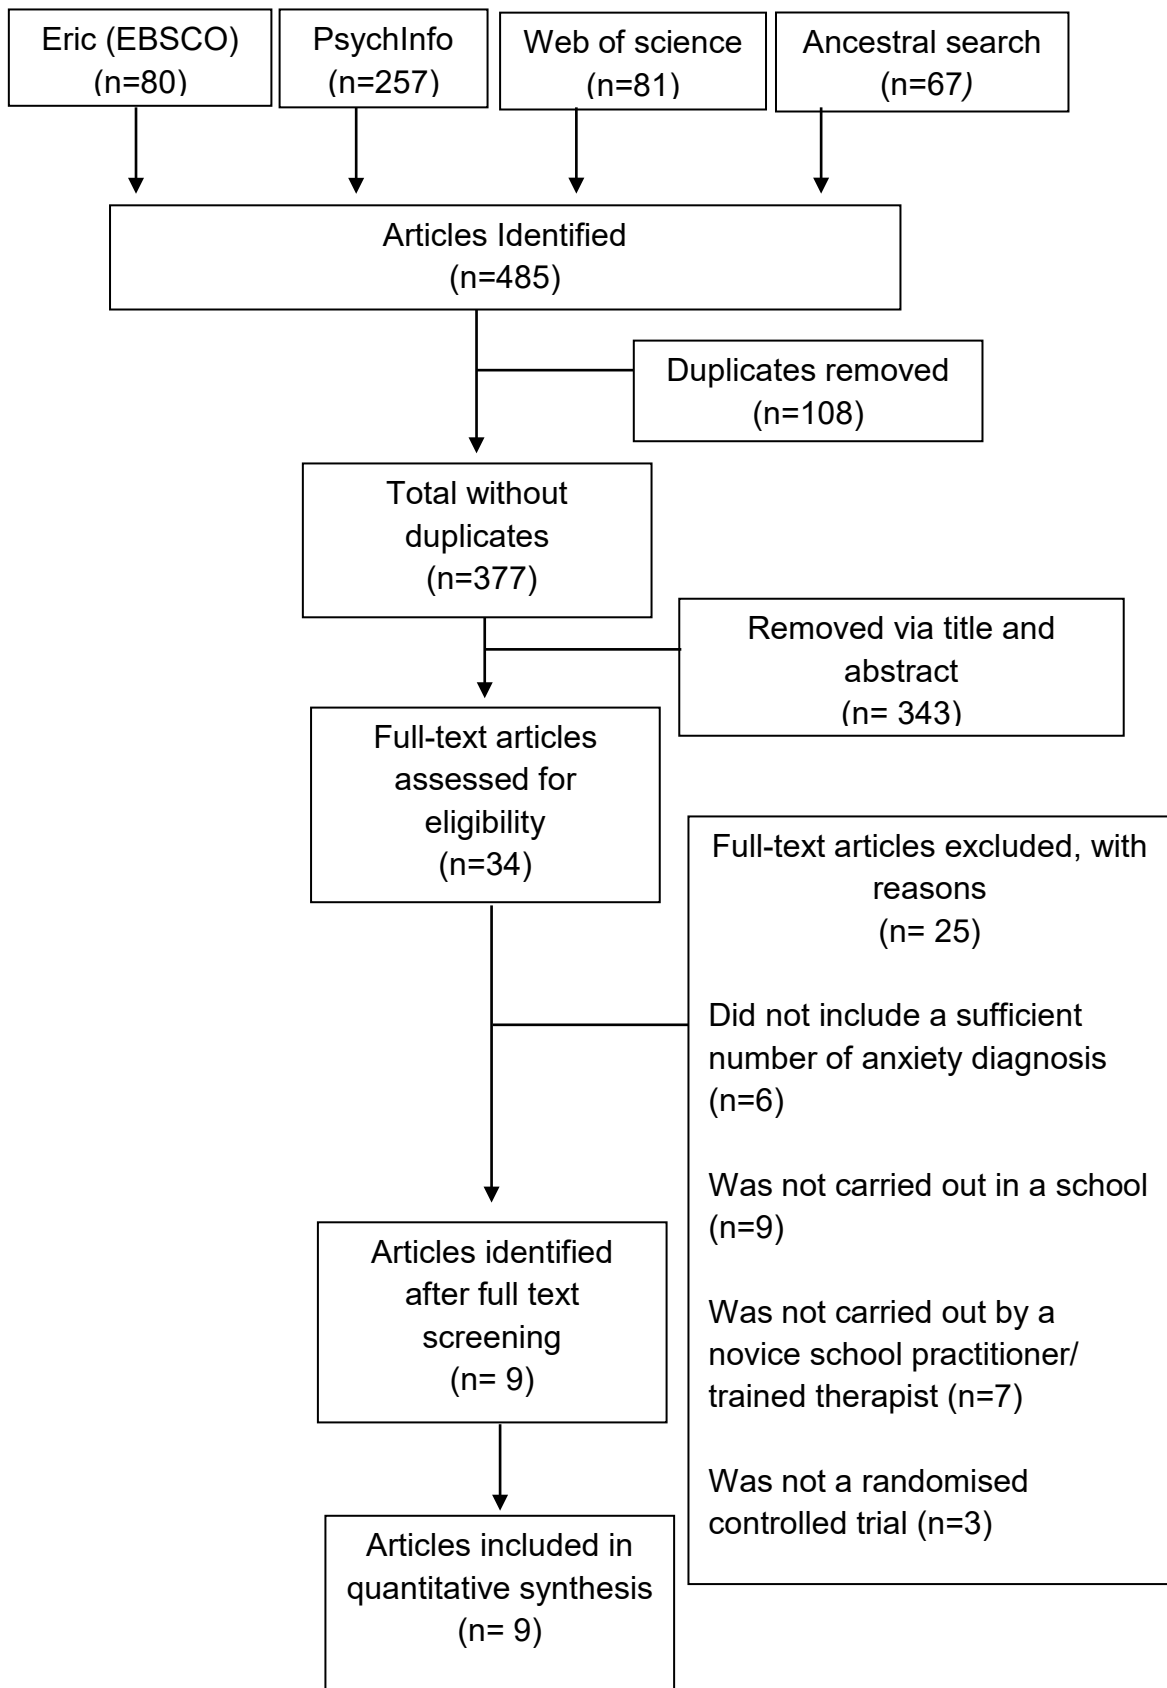 Eric (EBSCO)
(n=80)
PsychInfo
(n=257)
Web of science
(n=81)
Ancestral search
(n=67)
Articles Identified
(n=485)
Duplicates removed
(n=108)
Total without
duplicates
(n=377)
Removed via title and
abstract
(n= 343)
Full-text articles
assessed for
eligibility
(n=34)
Full-text articles excluded, with
reasons
(n= 25)
Did not include a sufficient
number of anxiety diagnosis
(n=6)
Was not carried out in a school
(n=9)
Was not carried out by a
novice school practitioner/
trained therapist (n=7)
Was not a randomised
controlled trial (n=3)
Articles identified
after full text
screening
(n= 9)
Articles included in
quantitative synthesis
(n= 9)